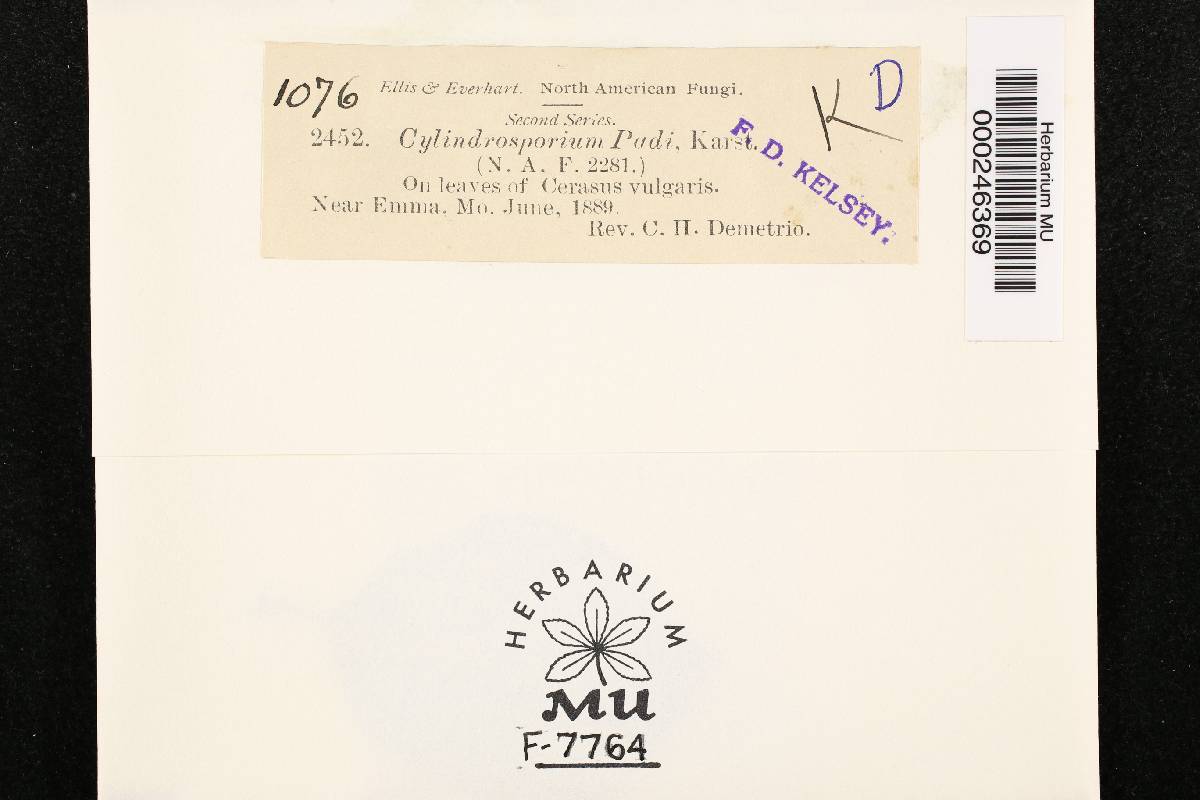 1076 Ellis & Everhart. North American Fungi.
Second Series.
2452. Cylindrosporium Padi, Karst.
(N. A. F. 2281.)
On leaves of Cerasus vulgaris.
Near Emma, Mo. June, 1889.
Rev. C. H. Demetrio.
K D
F. D. KELSEY.
Herbarium MU
000246369
HERBARIUM
MU
F-7764